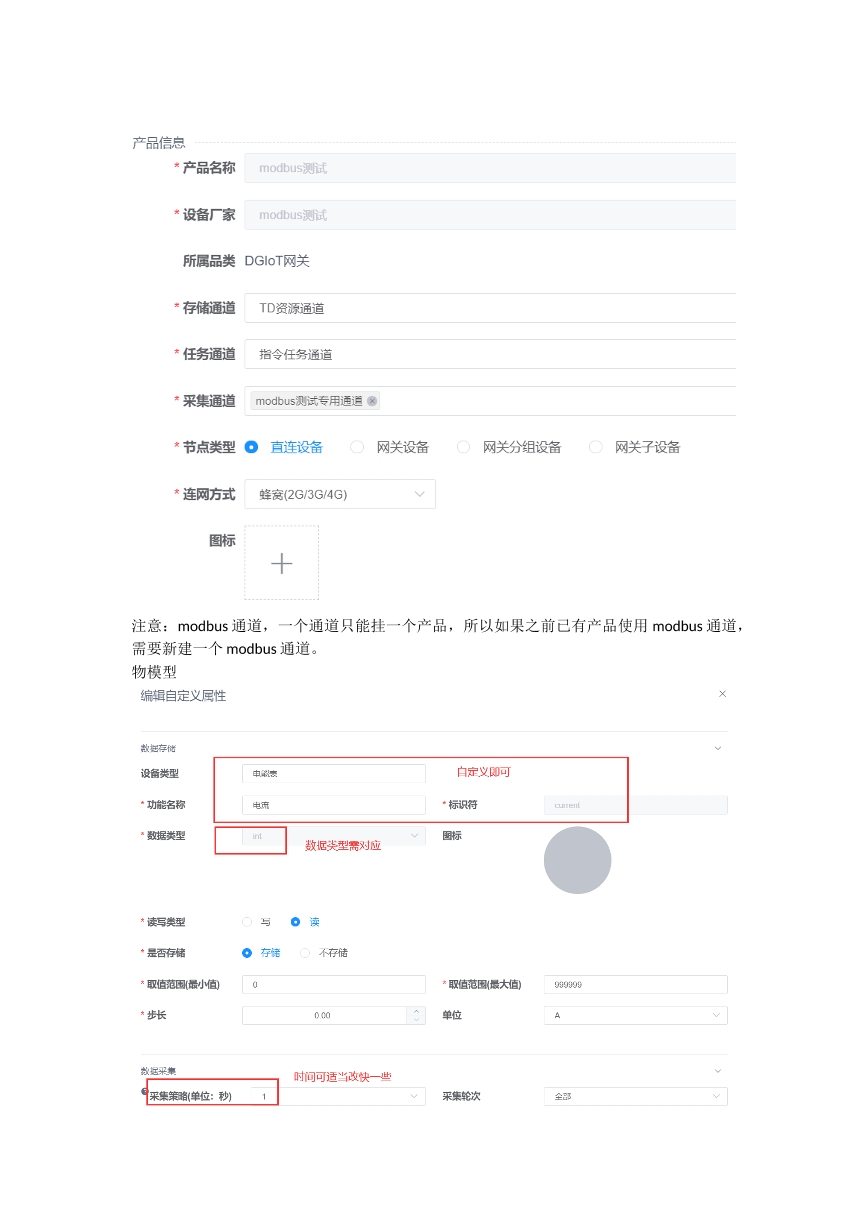 产品信息
* 产品名称 modbus测试
* 设备厂家 modbus测试
所属品类 DGIoT网关
* 存储通道 TD资源通道
* 任务通道 指令任务通道
* 采集通道 modbus测试专用通道
* 节点类型 直连设备 网关设备 网关分组设备 网关子设备
* 连网方式 蜂窝(2G/3G/4G)
图标
注意：modbus 通道，一个通道只能挂一个产品，所以如果之前已有产品使用 modbus 通道，
需要新建一个 modbus 通道。
物模型
编辑自定义属性
数据存储
设备类型 电能表 自定义即可
* 功能名称 电流 * 标识符 current
* 数据类型 int 数据类型需对应 图标
* 读写类型 写 读
* 是否存储 存储 不存储
* 取值范围(最小值) 0 * 取值范围(最大值) 999999
* 步长 0.00 单位 A
数据采集
时间可适当改快一些
采集策略(单位：秒) 1 采集轮次 全部